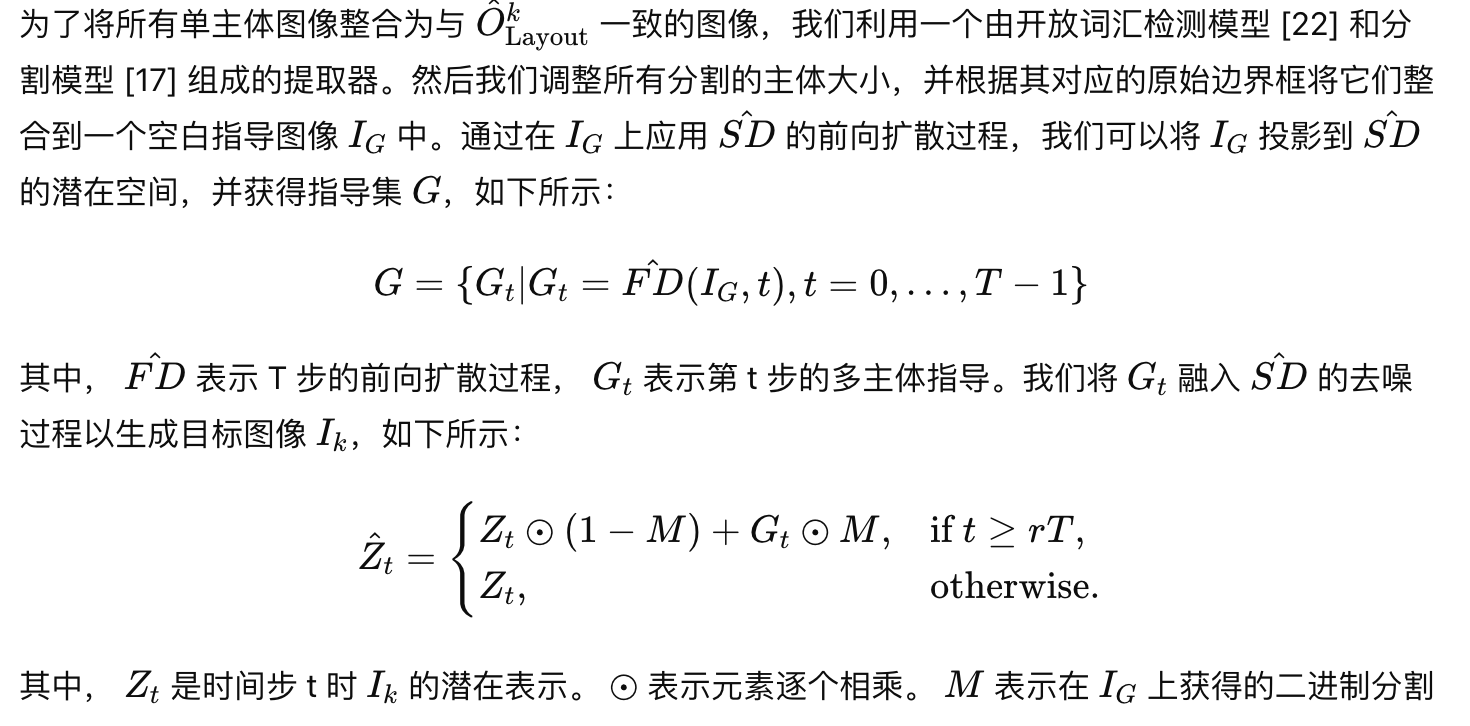 为了将所有单主体图像整合为与 $\hat{O}^k_{\text{Layout}}$ 一致的图像，我们利用一个由开放词汇检测模型 [22] 和分
割模型 [17] 组成的提取器。然后我们调整所有分割的主体大小，并根据其对应的原始边界框将它们整
合到一个空白指导图像 $I_G$ 中。通过在 $I_G$ 上应用 $\hat{SD}$ 的前向扩散过程，我们可以将 $I_G$ 投影到 $\hat{SD}$
的潜在空间，并获得指导集 $G$，如下所示：
$G = \{G_t | G_t = \hat{FD}(I_G, t), t = 0, \ldots, T - 1\}$
其中， $\hat{FD}$ 表示 T 步的前向扩散过程， $G_t$ 表示第 t 步的多主体指导。我们将 $G_t$ 融入 $\hat{SD}$ 的去噪
过程以生成目标图像 $I_k$，如下所示：
$\hat{Z}_t = \begin{cases} Z_t \odot (1 - M) + G_t \odot M, & \text{if } t \geq rT, \\ Z_t, & \text{otherwise.} \end{cases}$
其中， $Z_t$ 是时间步 t 时 $I_k$ 的潜在表示。 $\odot$ 表示元素逐个相乘。 $M$ 表示在 $I_G$ 上获得的二进制分割